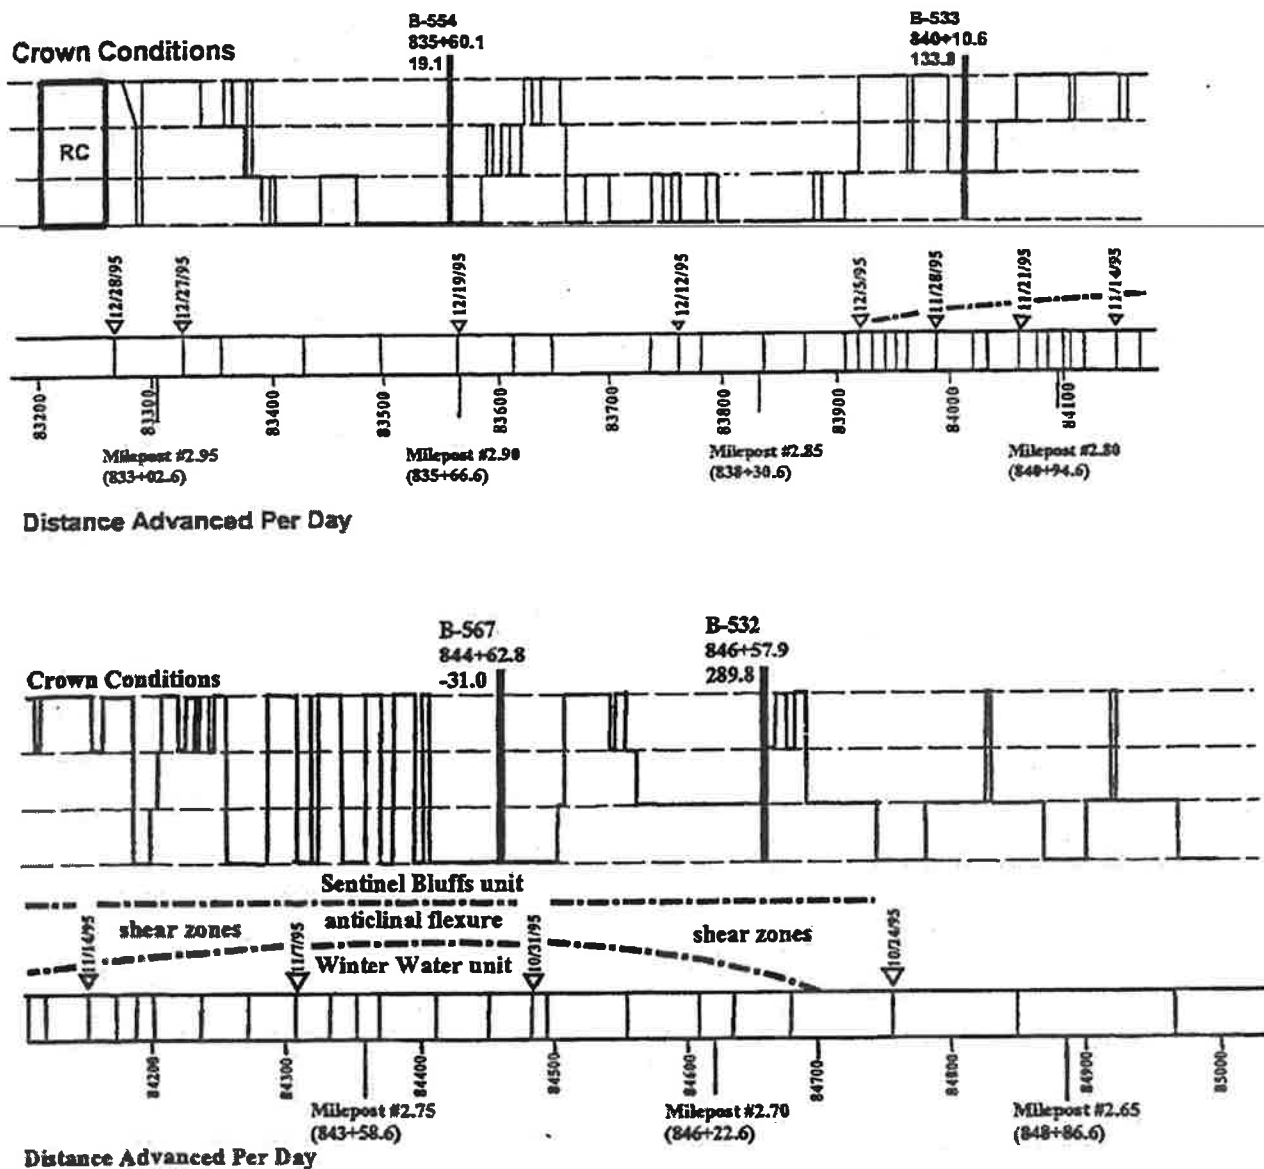 B-554
835+60.1
19.1
B-533
840+10.6
133.8
Crown Conditions
RC
12/28/95
12/27/95
12/19/95
12/12/95
12/5/95
11/28/95
11/21/95
11/14/95
83200
83300
83400
83500
83600
83700
83800
83900
84000
84100
Milepost #2.95
(833+02.6)
Milepost #2.90
(835+66.6)
Milepost #2.85
(838+30.6)
Milepost #2.80
(840+94.6)
Distance Advanced Per Day
B-567
844+62.8
-31.0
B-532
846+57.9
289.8
Crown Conditions
Sentinel Bluffs unit
shear zones
anticlinal flexure
shear zones
Winter Water unit
11/14/95
11/7/95
10/31/95
10/24/95
84200
84300
84400
84500
84600
84700
84800
84900
85000
Milepost #2.75
(843+58.6)
Milepost #2.70
(846+22.6)
Milepost #2.65
(848+86.6)
Distance Advanced Per Day